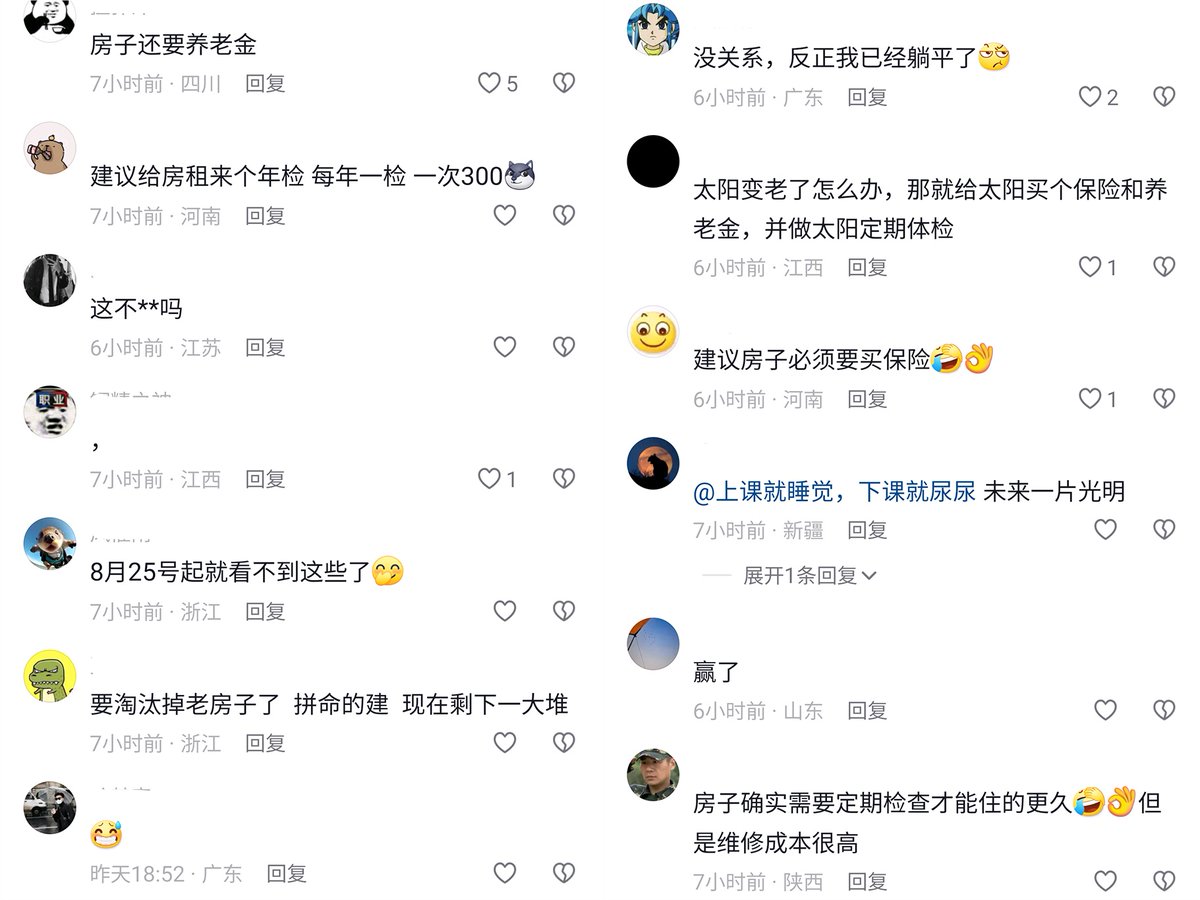 房子还要养老金
7小时前 · 四川 回复 5
建议给房租来个年检 每年一检 一次300
7小时前 · 河南 回复
这不**吗
6小时前 · 江苏 回复
职业
，
7小时前 · 江西 回复 1
8月25号起就看不到这些了
7小时前 · 浙江 回复
要淘汰掉老房子了 拼命的建 现在剩下一大堆
7小时前 · 浙江 回复
昨天18:52 · 广东 回复
没关系，反正我已经躺平了
6小时前 · 广东 回复 2
太阳变老了怎么办，那就给太阳买个保险和养
老金，并做太阳定期体检
6小时前 · 江西 回复 1
建议房子必须要买保险
6小时前 · 河南 回复 1
@上课就睡觉，下课就尿尿 未来一片光明
7小时前 · 新疆 回复
展开1条回复
赢了
6小时前 · 山东 回复
房子确实需要定期检查才能住的更久但
是维修成本很高
7小时前 · 陕西 回复